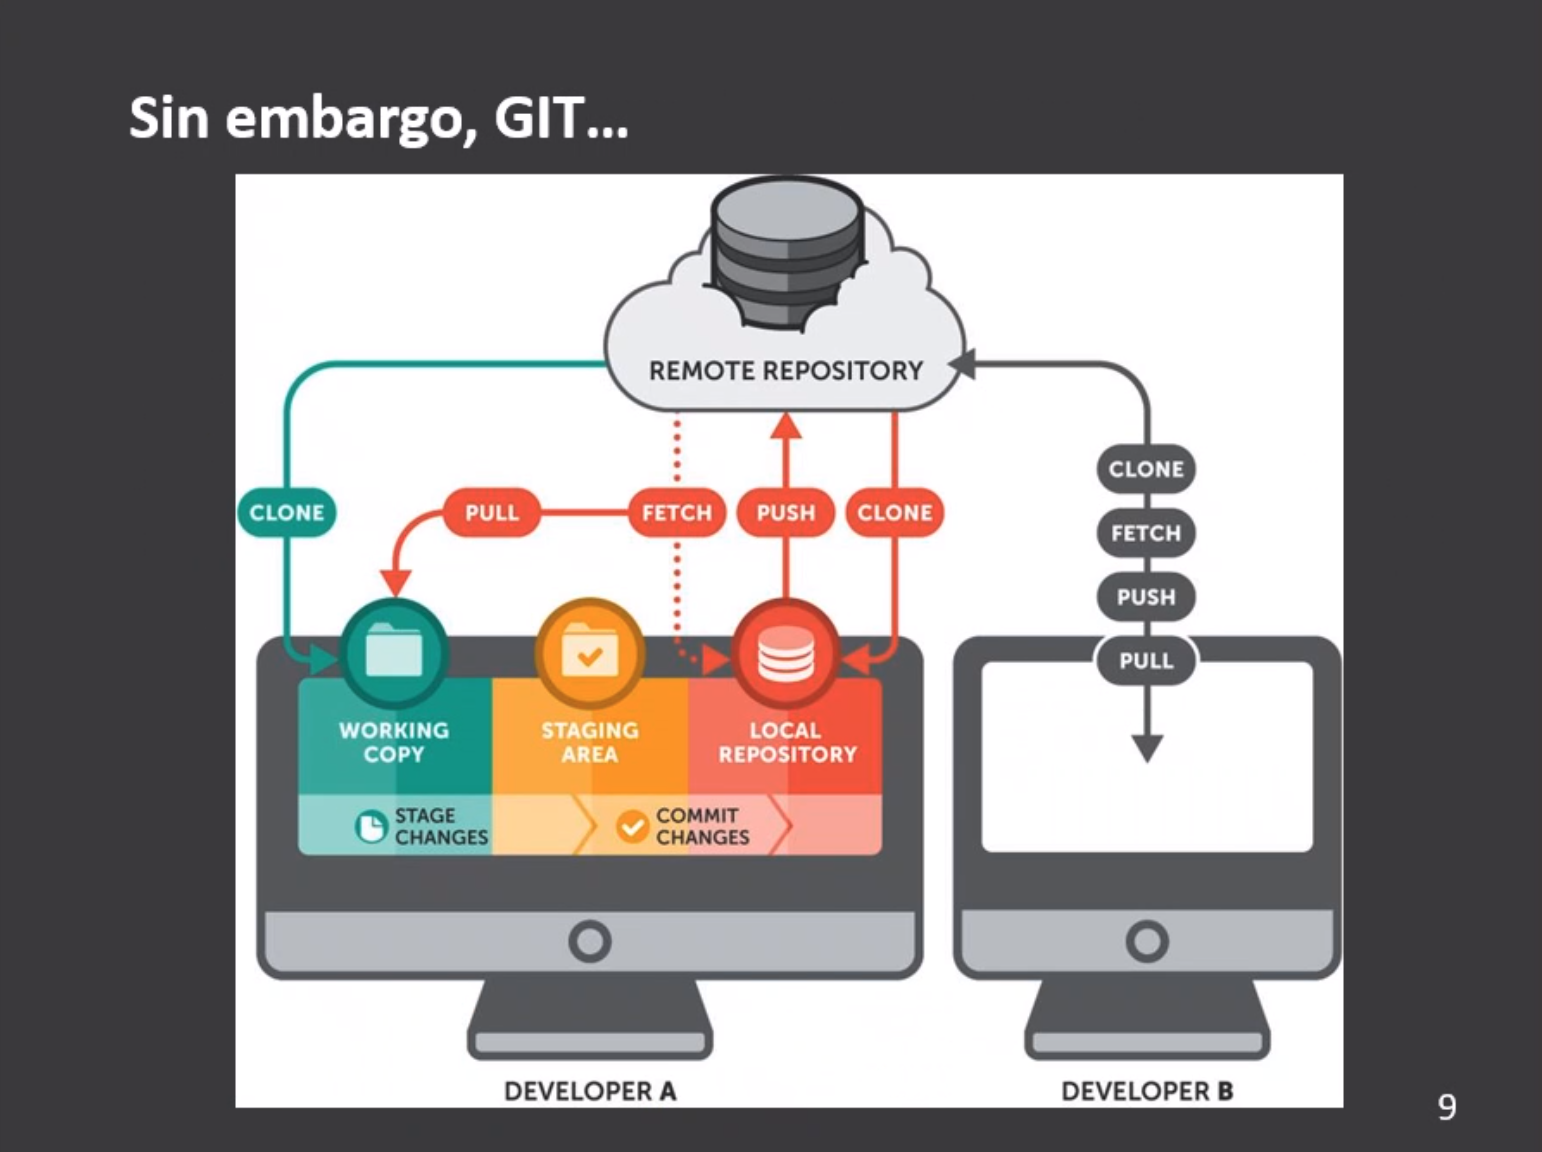 Sin embargo, GIT...
REMOTE REPOSITORY
CLONE
PULL
FETCH
PUSH
CLONE
CLONE
FETCH
PUSH
PULL
WORKING
COPY
STAGING
AREA
LOCAL
REPOSITORY
STAGE
CHANGES
COMMIT
CHANGES
DEVELOPER A
DEVELOPER B
9